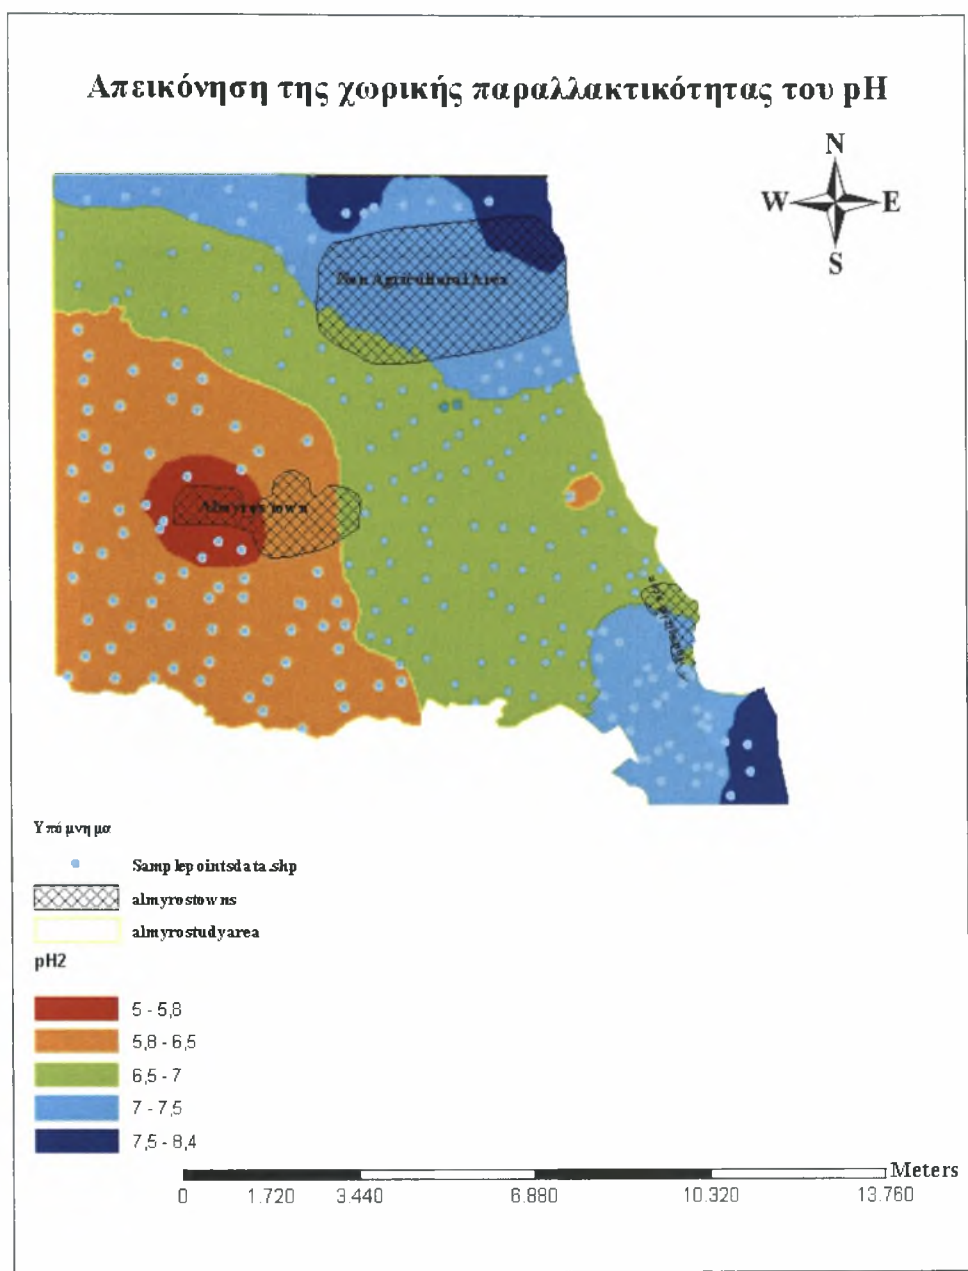 Απεικόνηση της χωρικής παραλλακτικότητας του pH
N
W E
S
Non Agricultural Area
Almyros town
Υπόμνημα
Samplepointsdata.shp
almyrostowns
almyrostudyarea
pH2
5 - 5,8
5,8 - 6,5
6,5 - 7
7 - 7,5
7,5 - 8,4
Meters
0 1.720 3.440 6.880 10.320 13.760